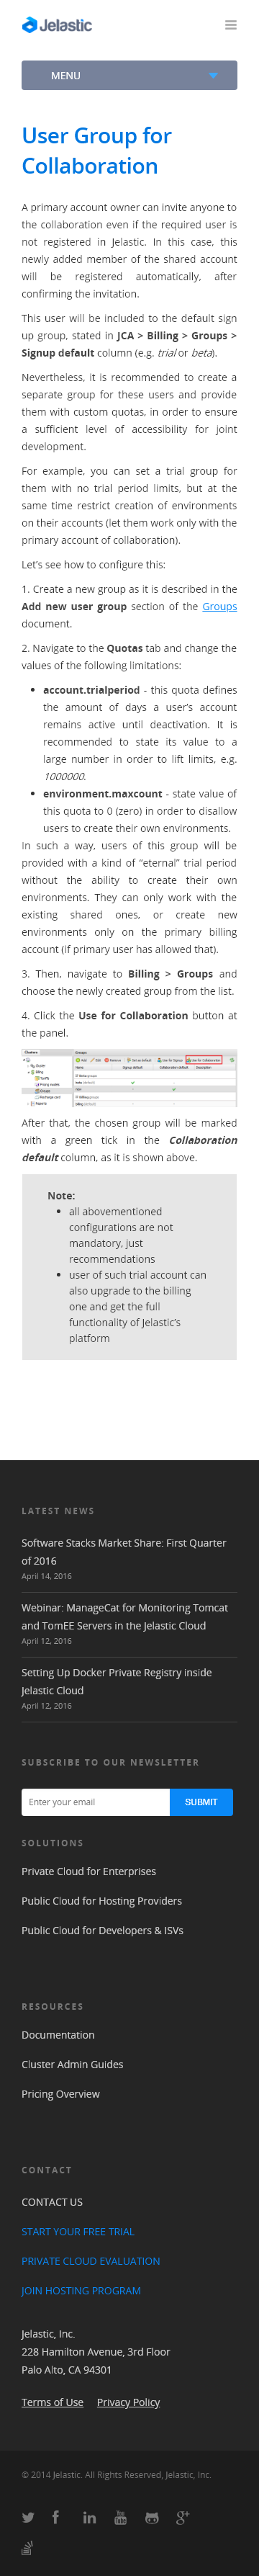 Jelastic
MENU
User Group for
Collaboration
A primary account owner can invite anyone to
the collaboration even if the required user is
not registered in Jelastic. In this case, this
newly added member of the shared account
will be registered automatically, after
confirming the invitation.
This user will be included to the default sign
up group, stated in JCA > Billing > Groups >
Signup default column (e.g. trial or beta).
Nevertheless, it is recommended to create a
separate group for these users and provide
them with custom quotas, in order to ensure
a sufficient level of accessibility for joint
development.
For example, you can set a trial group for
them with no trial period limits, but at the
same time restrict creation of environments
on their accounts (let them work only with the
primary account of collaboration).
Let's see how to configure this:
1. Create a new group as it is described in the
Add new user group section of the Groups
document.
2. Navigate to the Quotas tab and change the
values of the following limitations:
• account.trialperiod - this quota defines
the amount of days a user's account
remains active until deactivation. It is
recommended to state its value to a
large number in order to lift limits, e.g.
1000000.
• environment.maxcount - state value of
this quota to 0 (zero) in order to disallow
users to create their own environments.
In such a way, users of this group will be
provided with a kind of “eternal” trial period
without the ability to create their own
environments. They can only work with the
existing shared ones, or create new
environments only on the primary billing
account (if primary user has allowed that).
3. Then, navigate to Billing > Groups and
choose the newly created group from the list.
4. Click the Use for Collaboration button at
the panel.
After that, the chosen group will be marked
with a green tick in the Collaboration
default column, as it is shown above.
Note:
• all abovementioned
configurations are not
mandatory, just
recommendations
• user of such trial account can
also upgrade to the billing
one and get the full
functionality of Jelastic's
platform
LATEST NEWS
Software Stacks Market Share: First Quarter
of 2016
April 14, 2016
Webinar: ManageCat for Monitoring Tomcat
and TomEE Servers in the Jelastic Cloud
April 12, 2016
Setting Up Docker Private Registry inside
Jelastic Cloud
April 12, 2016
SUBSCRIBE TO OUR NEWSLETTER
Enter your email SUBMIT
SOLUTIONS
Private Cloud for Enterprises
Public Cloud for Hosting Providers
Public Cloud for Developers & ISVs
RESOURCES
Documentation
Cluster Admin Guides
Pricing Overview
CONTACT
CONTACT US
START YOUR FREE TRIAL
PRIVATE CLOUD EVALUATION
JOIN HOSTING PROGRAM
Jelastic, Inc.
228 Hamilton Avenue, 3rd Floor
Palo Alto, CA 94301
Terms of Use Privacy Policy
© 2014 Jelastic. All Rights Reserved, Jelastic, Inc.